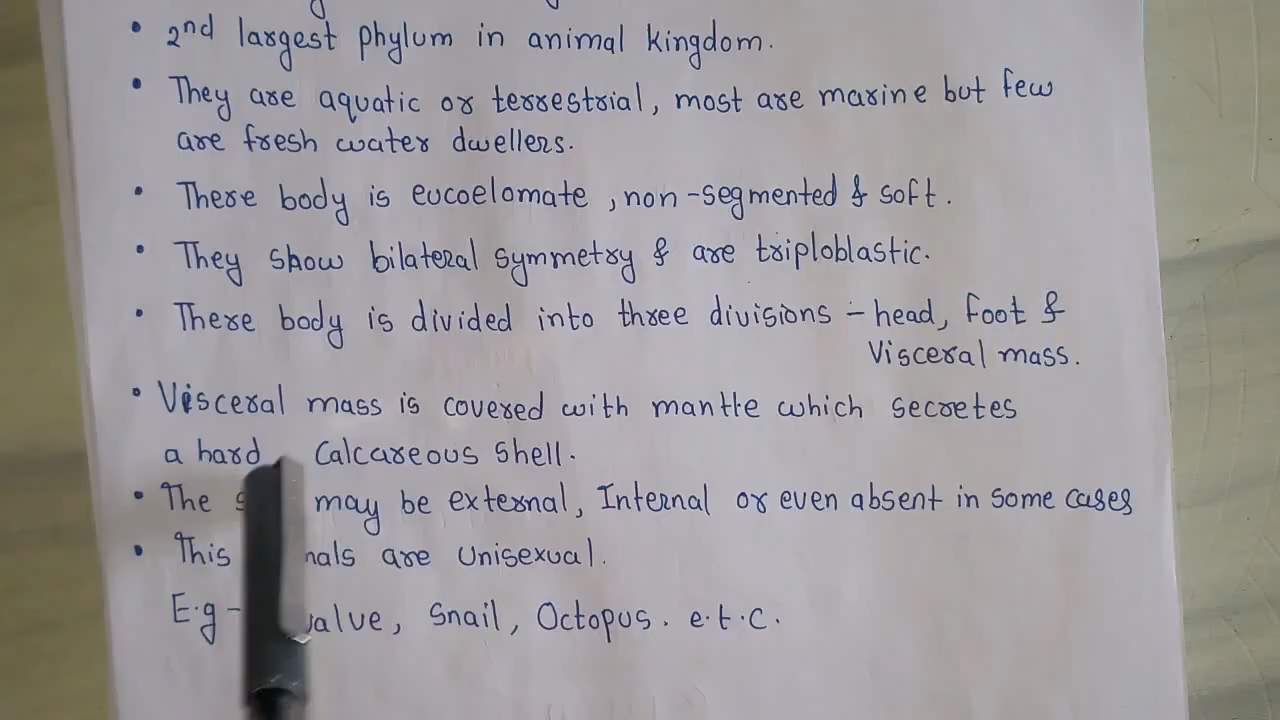 • 2nd largest phylum in animal kingdom.
• They are aquatic or terrestrial, most are marine but few
are fresh water dwellers.
• There body is eucoelomate, non-segmented & soft.
• They show bilateral symmetry & are triploblastic.
• There body is divided into three divisions – head, foot &
Visceral mass.
• Visceral mass is covered with mantle which secretes
a hard Calcareous Shell.
• The may be external, Internal or even absent in some cases
• This are Unisexual.
E.g - Snail, Octopus. e.t.c.